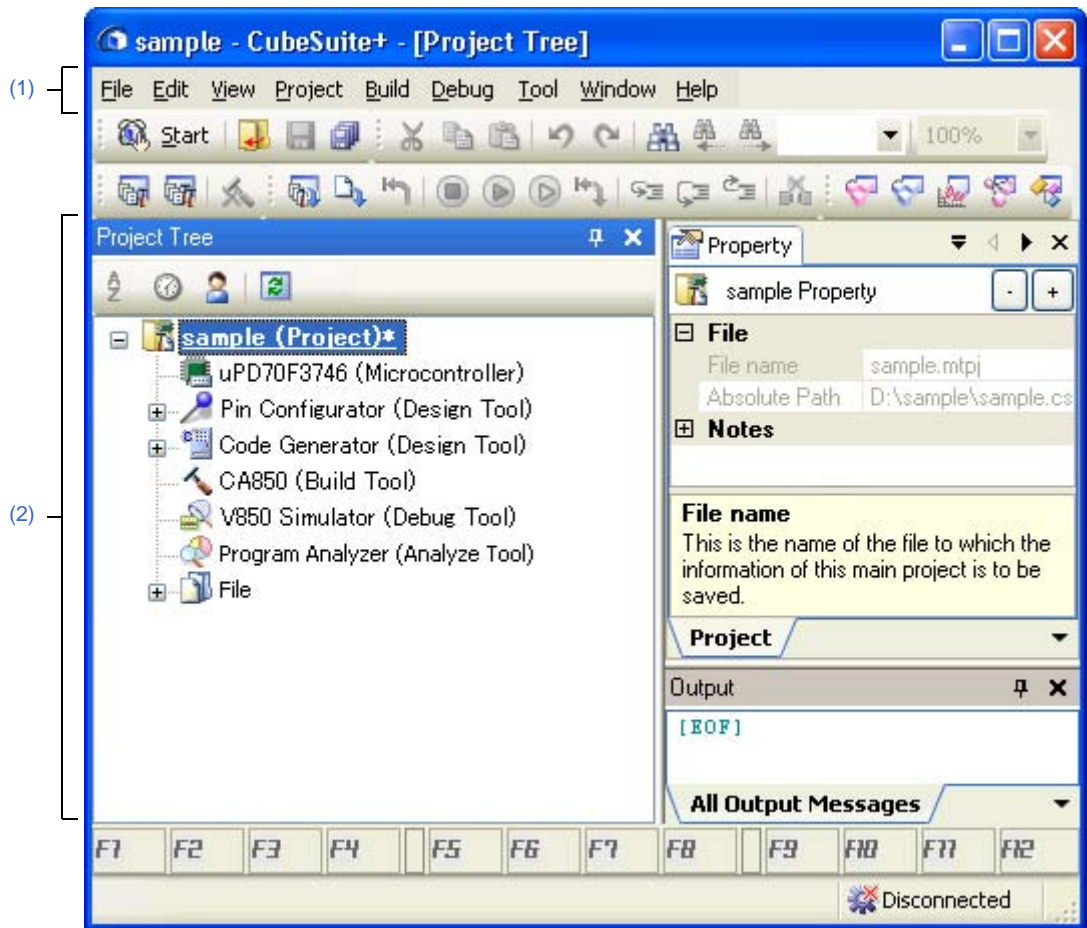 sample - CubeSuite+ - [Project Tree]
(1)
File Edit View Project Build Debug Tool Window Help
Start 100%
Project Tree
Property
A
Z
sample Property - +
sample (Project)*
uPD70F3746 (Microcontroller)
Pin Configurator (Design Tool)
Code Generator (Design Tool)
CA850 (Build Tool)
V850 Simulator (Debug Tool)
Program Analyzer (Analyze Tool)
File
(2)
File
File name sample.mtpj
Absolute Path D:\sample\sample.cs
Notes
File name
This is the name of the file to which the
information of this main project is to be
saved.
Project
Output
[EOF]
All Output Messages
F1 F2 F3 F4 F5 F6 F7 F8 F9 F10 F11 F12
Disconnected